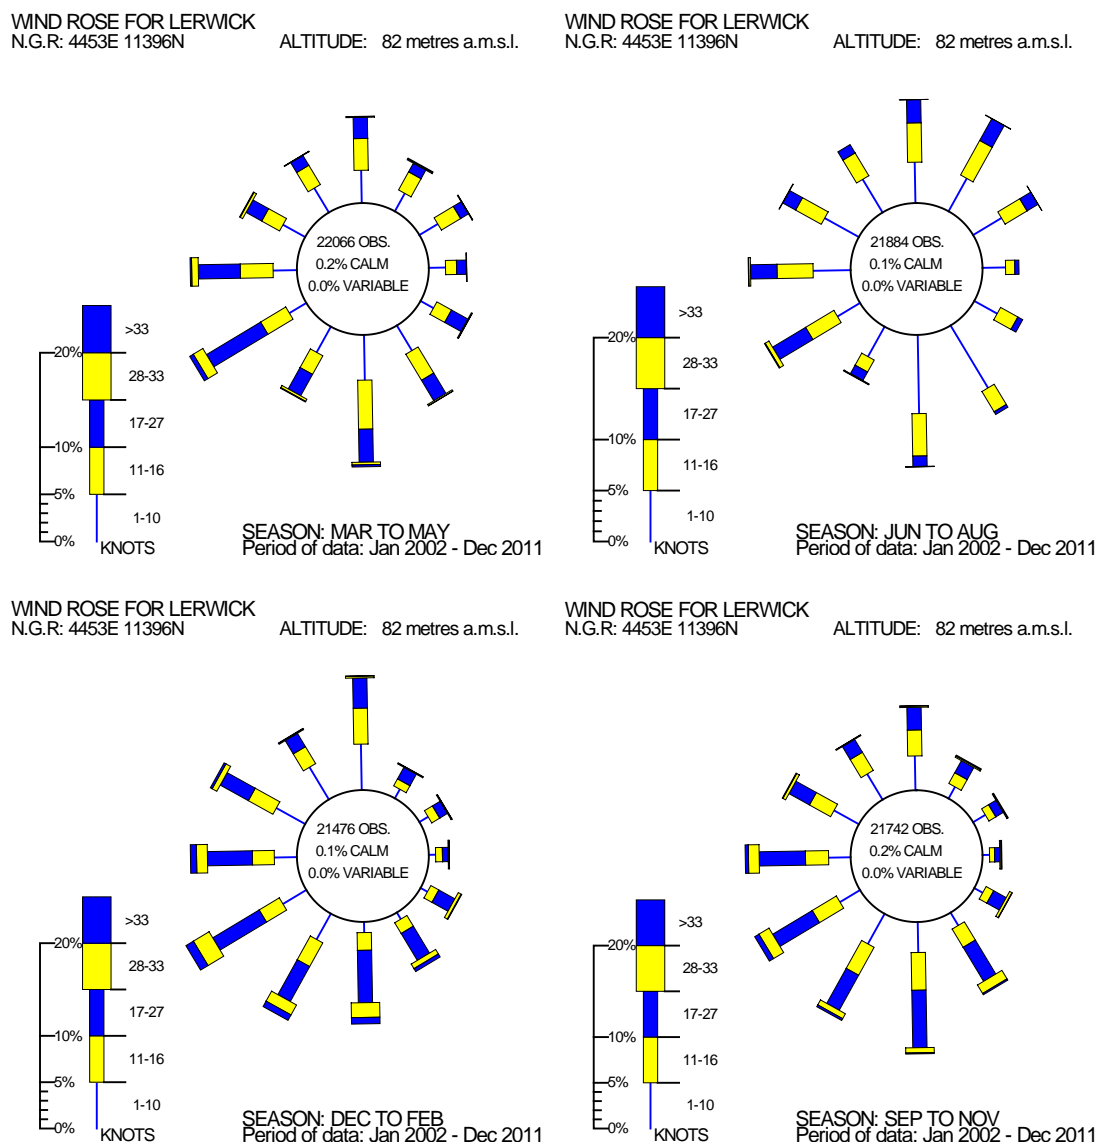 WIND ROSE FOR LERWICK
N.G.R: 4453E 11396N ALTITUDE: 82 metres a.m.s.l.
22066 OBS.
0.2% CALM
0.0% VARIABLE
>33
20%
28-33
17-27
10%
11-16
5%
1-10
0%
KNOTS
SEASON: MAR TO MAY
Period of data: Jan 2002 - Dec 2011
WIND ROSE FOR LERWICK
N.G.R: 4453E 11396N ALTITUDE: 82 metres a.m.s.l.
21884 OBS.
0.1% CALM
0.0% VARIABLE
>33
20%
28-33
17-27
10%
11-16
5%
1-10
0%
KNOTS
SEASON: JUN TO AUG
Period of data: Jan 2002 - Dec 2011
WIND ROSE FOR LERWICK
N.G.R: 4453E 11396N ALTITUDE: 82 metres a.m.s.l.
21476 OBS.
0.1% CALM
0.0% VARIABLE
>33
20%
28-33
17-27
10%
11-16
5%
1-10
0%
KNOTS
SEASON: DEC TO FEB
Period of data: Jan 2002 - Dec 2011
WIND ROSE FOR LERWICK
N.G.R: 4453E 11396N ALTITUDE: 82 metres a.m.s.l.
21742 OBS.
0.2% CALM
0.0% VARIABLE
>33
20%
28-33
17-27
10%
11-16
5%
1-10
0%
KNOTS
SEASON: SEP TO NOV
Period of data: Jan 2002 - Dec 2011